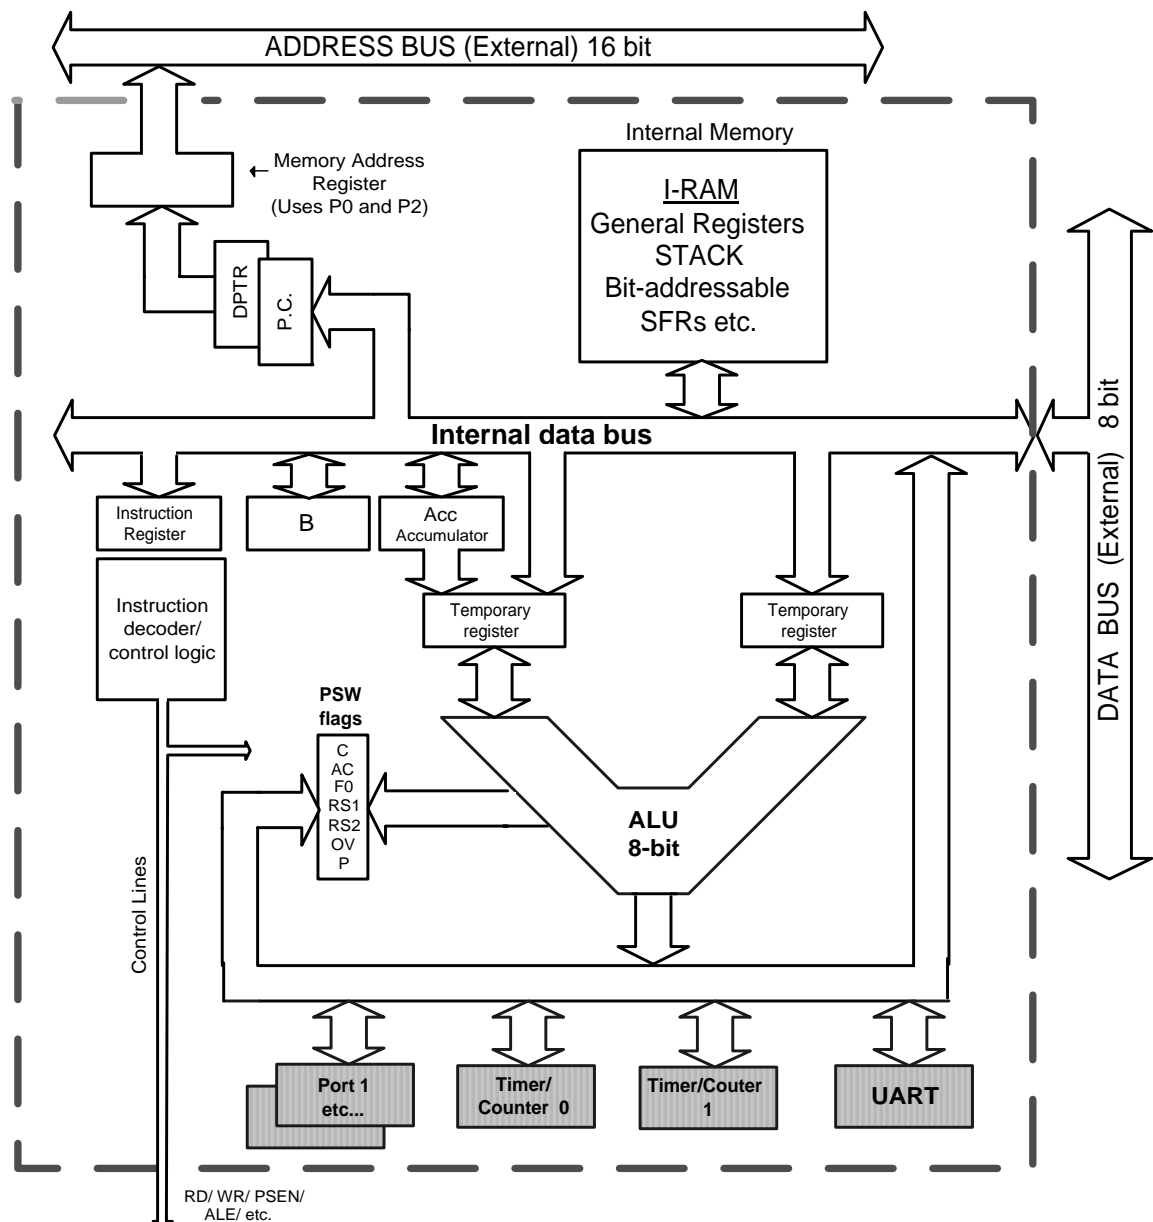 ADDRESS BUS (External) 16 bit
Internal Memory
Memory Address
Register
(Uses P0 and P2)
I-RAM
General Registers
STACK
Bit-addressable
SFRs etc.
DPTR
P.C.
DATA BUS (External) 8 bit
Internal data bus
Instruction
Register
B
Acc
Accumulator
Instruction
decoder/
control logic
Temporary
register
Temporary
register
PSW
flags
C
AC
F0
RS1
RS2
OV
P
ALU
8-bit
Control Lines
Port 1
etc...
Timer/
Counter 0
Timer/Couter
1
UART
RD/ WR/ PSEN/
ALE/ etc.